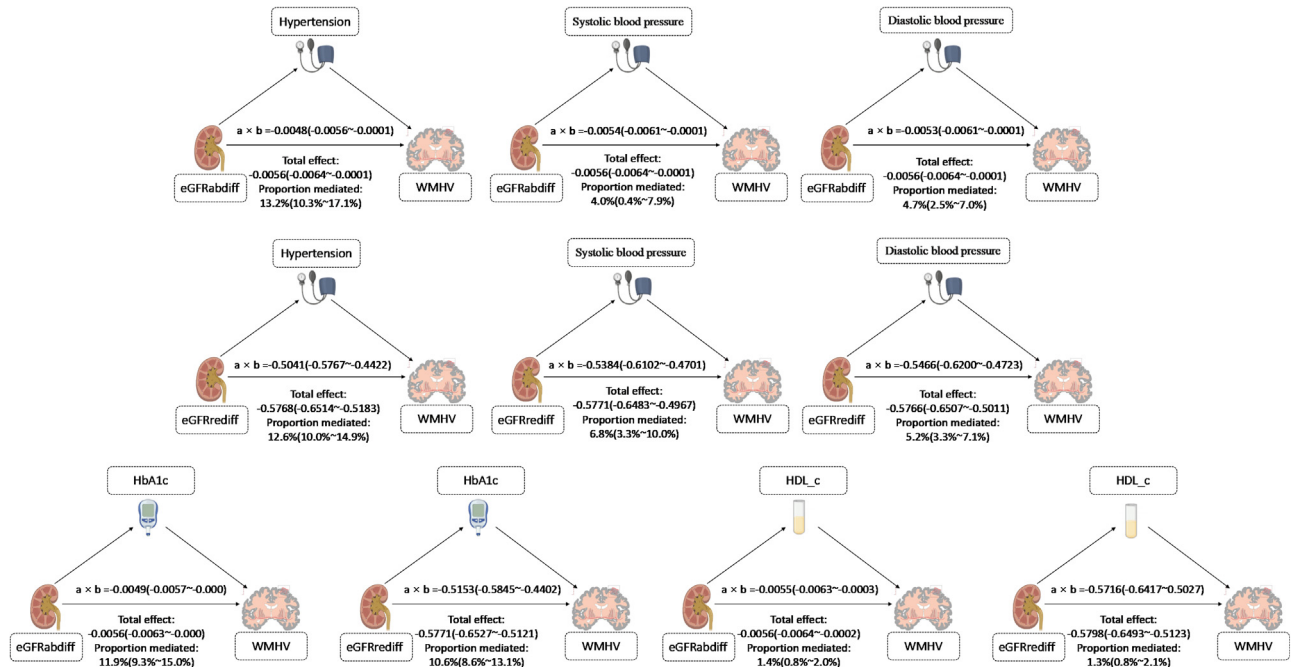 Hypertension
a × b =-0.0048(-0.0056~-0.0001)
Total effect:
-0.0056(-0.0064~-0.0001)
Proportion mediated:
13.2%(10.3%~17.1%)
eGFRabdiff
WMHV
Systolic blood pressure
a × b =-0.0054(-0.0061~-0.0001)
Total effect:
-0.0056(-0.0064~-0.0001)
Proportion mediated:
4.0%(0.4%~7.9%)
eGFRabdiff
WMHV
Diastolic blood pressure
a × b =-0.0053(-0.0061~-0.0001)
Total effect:
-0.0056(-0.0064~-0.0001)
Proportion mediated:
4.7%(2.5%~7.0%)
eGFRabdiff
WMHV
Hypertension
a × b =-0.5041(-0.5767~-0.4422)
Total effect:
-0.5768(-0.6514~-0.5183)
Proportion mediated:
12.6%(10.0%~14.9%)
eGFRrediff
WMHV
Systolic blood pressure
a × b =-0.5384(-0.6102~-0.4701)
Total effect:
-0.5771(-0.6483~-0.4967)
Proportion mediated:
6.8%(3.3%~10.0%)
eGFRrediff
WMHV
Diastolic blood pressure
a × b =-0.5466(-0.6200~-0.4723)
Total effect:
-0.5766(-0.6507~-0.5011)
Proportion mediated:
5.2%(3.3%~7.1%)
eGFRrediff
WMHV
HbA1c
a × b =-0.0049(-0.0057~-0.000)
Total effect:
-0.0056(-0.0063~-0.000)
Proportion mediated:
11.9%(9.3%~15.0%)
eGFRabdiff
WMHV
HbA1c
a × b =-0.5153(-0.5845~-0.4402)
Total effect:
-0.5771(-0.6527~-0.5121)
Proportion mediated:
10.6%(8.6%~13.1%)
eGFRrediff
WMHV
HDL_c
a × b =-0.0055(-0.0063~-0.0003)
Total effect:
-0.0056(-0.0064~-0.0002)
Proportion mediated:
1.4%(0.8%~2.0%)
eGFRabdiff
WMHV
HDL_c
a × b =-0.5716(-0.6417~0.5027)
Total effect:
-0.5798(-0.6493~-0.5123)
Proportion mediated:
1.3%(0.8%~2.1%)
eGFRrediff
WMHV